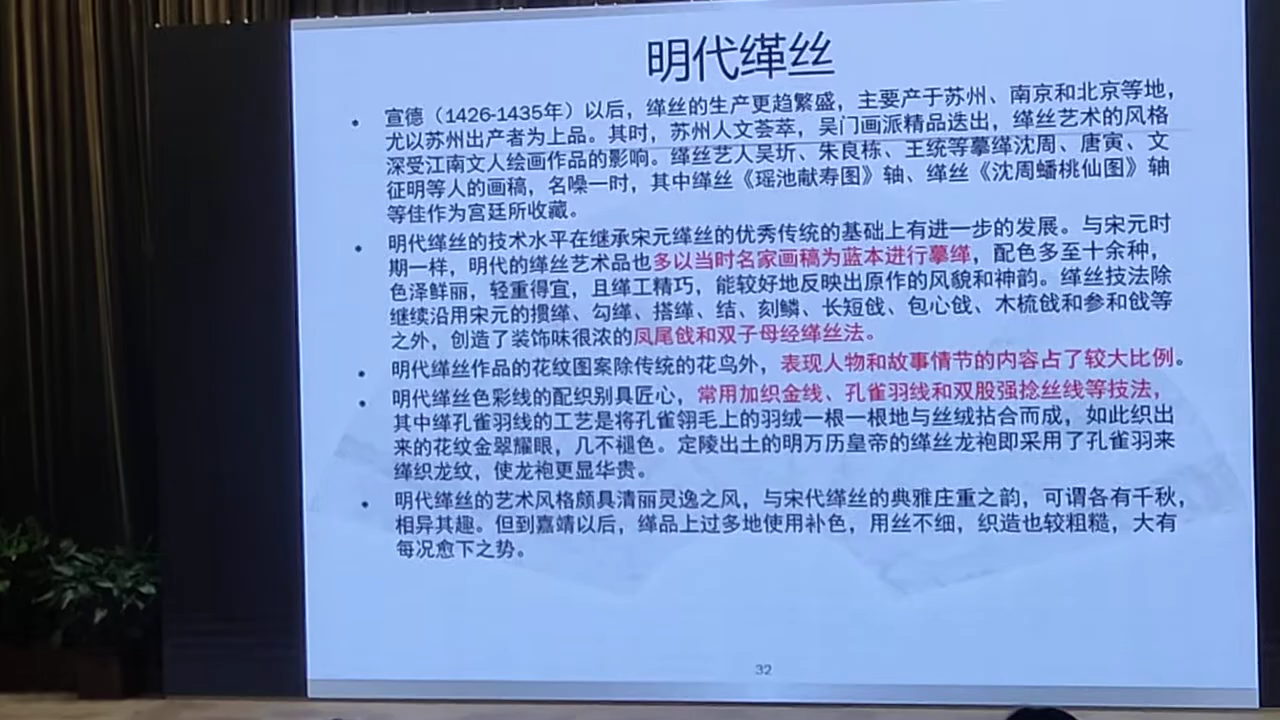 明代缂丝
• 宣德（1426-1435年）以后，缂丝的生产更趋繁盛，主要产于苏州、南京和北京等地，
尤以苏州出产者为上品。其时，苏州人文荟萃，吴门画派精品迭出，缂丝艺术的风格
深受江南文人绘画作品的影响。缂丝艺人吴圻、朱良栋、王统等摹缂沈周、唐寅、文
征明等人的画稿，名噪一时，其中缂丝《瑶池献寿图》轴、缂丝《沈周蟠桃仙图》轴
等佳作为宫廷所收藏。
• 明代缂丝的技术水平在继承宋元缂丝的优秀传统的基础上有进一步的发展。与宋元时
期一样，明代的缂丝艺术品也多以当时名家画稿为蓝本进行摹缂，配色多至十余种，
色泽鲜丽，轻重得宜，且缂工精巧，能较好地反映出原作的风貌和神韵。缂丝技法除
继续沿用宋元的掼缂、勾缂、搭缂、结、刻鳞、长短戗、包心戗、木梳戗和参和戗等
之外，创造了装饰味很浓的凤尾戗和双子母经缂丝法。
• 明代缂丝作品的花纹图案除传统的花鸟外，表现人物和故事情节的内容占了较大比例。
• 明代缂丝色彩线的配织别具匠心，常用加织金线、孔雀羽线和双股强捻丝线等技法，
其中缂孔雀羽线的工艺是将孔雀翎毛上的羽绒一根一根地与丝绒拈合而成，如此织出
来的花纹金翠耀眼，几不褪色。定陵出土的明万历皇帝的缂丝龙袍即采用了孔雀羽来
缂织龙纹，使龙袍更显华贵。
• 明代缂丝的艺术风格颇具清丽灵逸之风，与宋代缂丝的典雅庄重之韵，可谓各有千秋，
相异其趣。但到嘉靖以后，缂品上过多地使用补色，用丝不细，织造也较粗糙，大有
每况愈下之势。
32